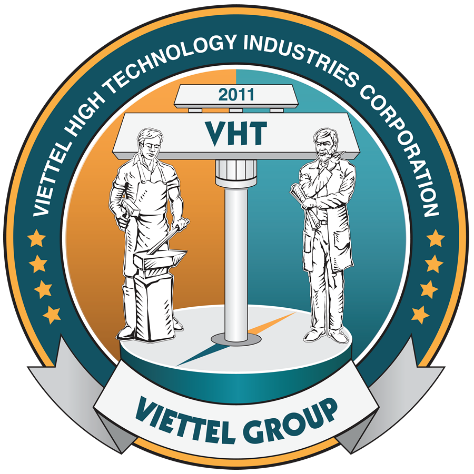 VIETTEL HIGH TECHNOLOGY INDUSTRIES CORPORATION
2011
VHT
VIETTEL GROUP